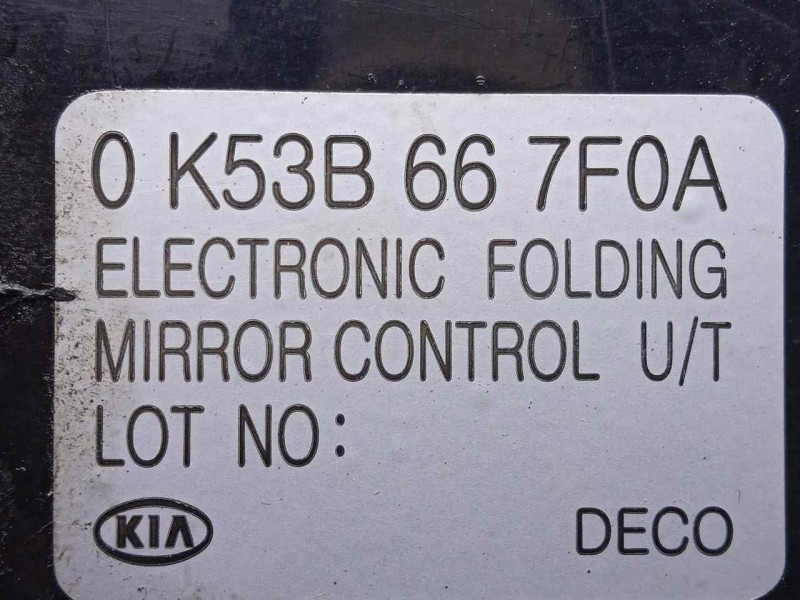 0 K53B 66 7F0A
ELECTRONIC FOLDING
MIRROR CONTROL U/T
LOT NO:
KIA DECO